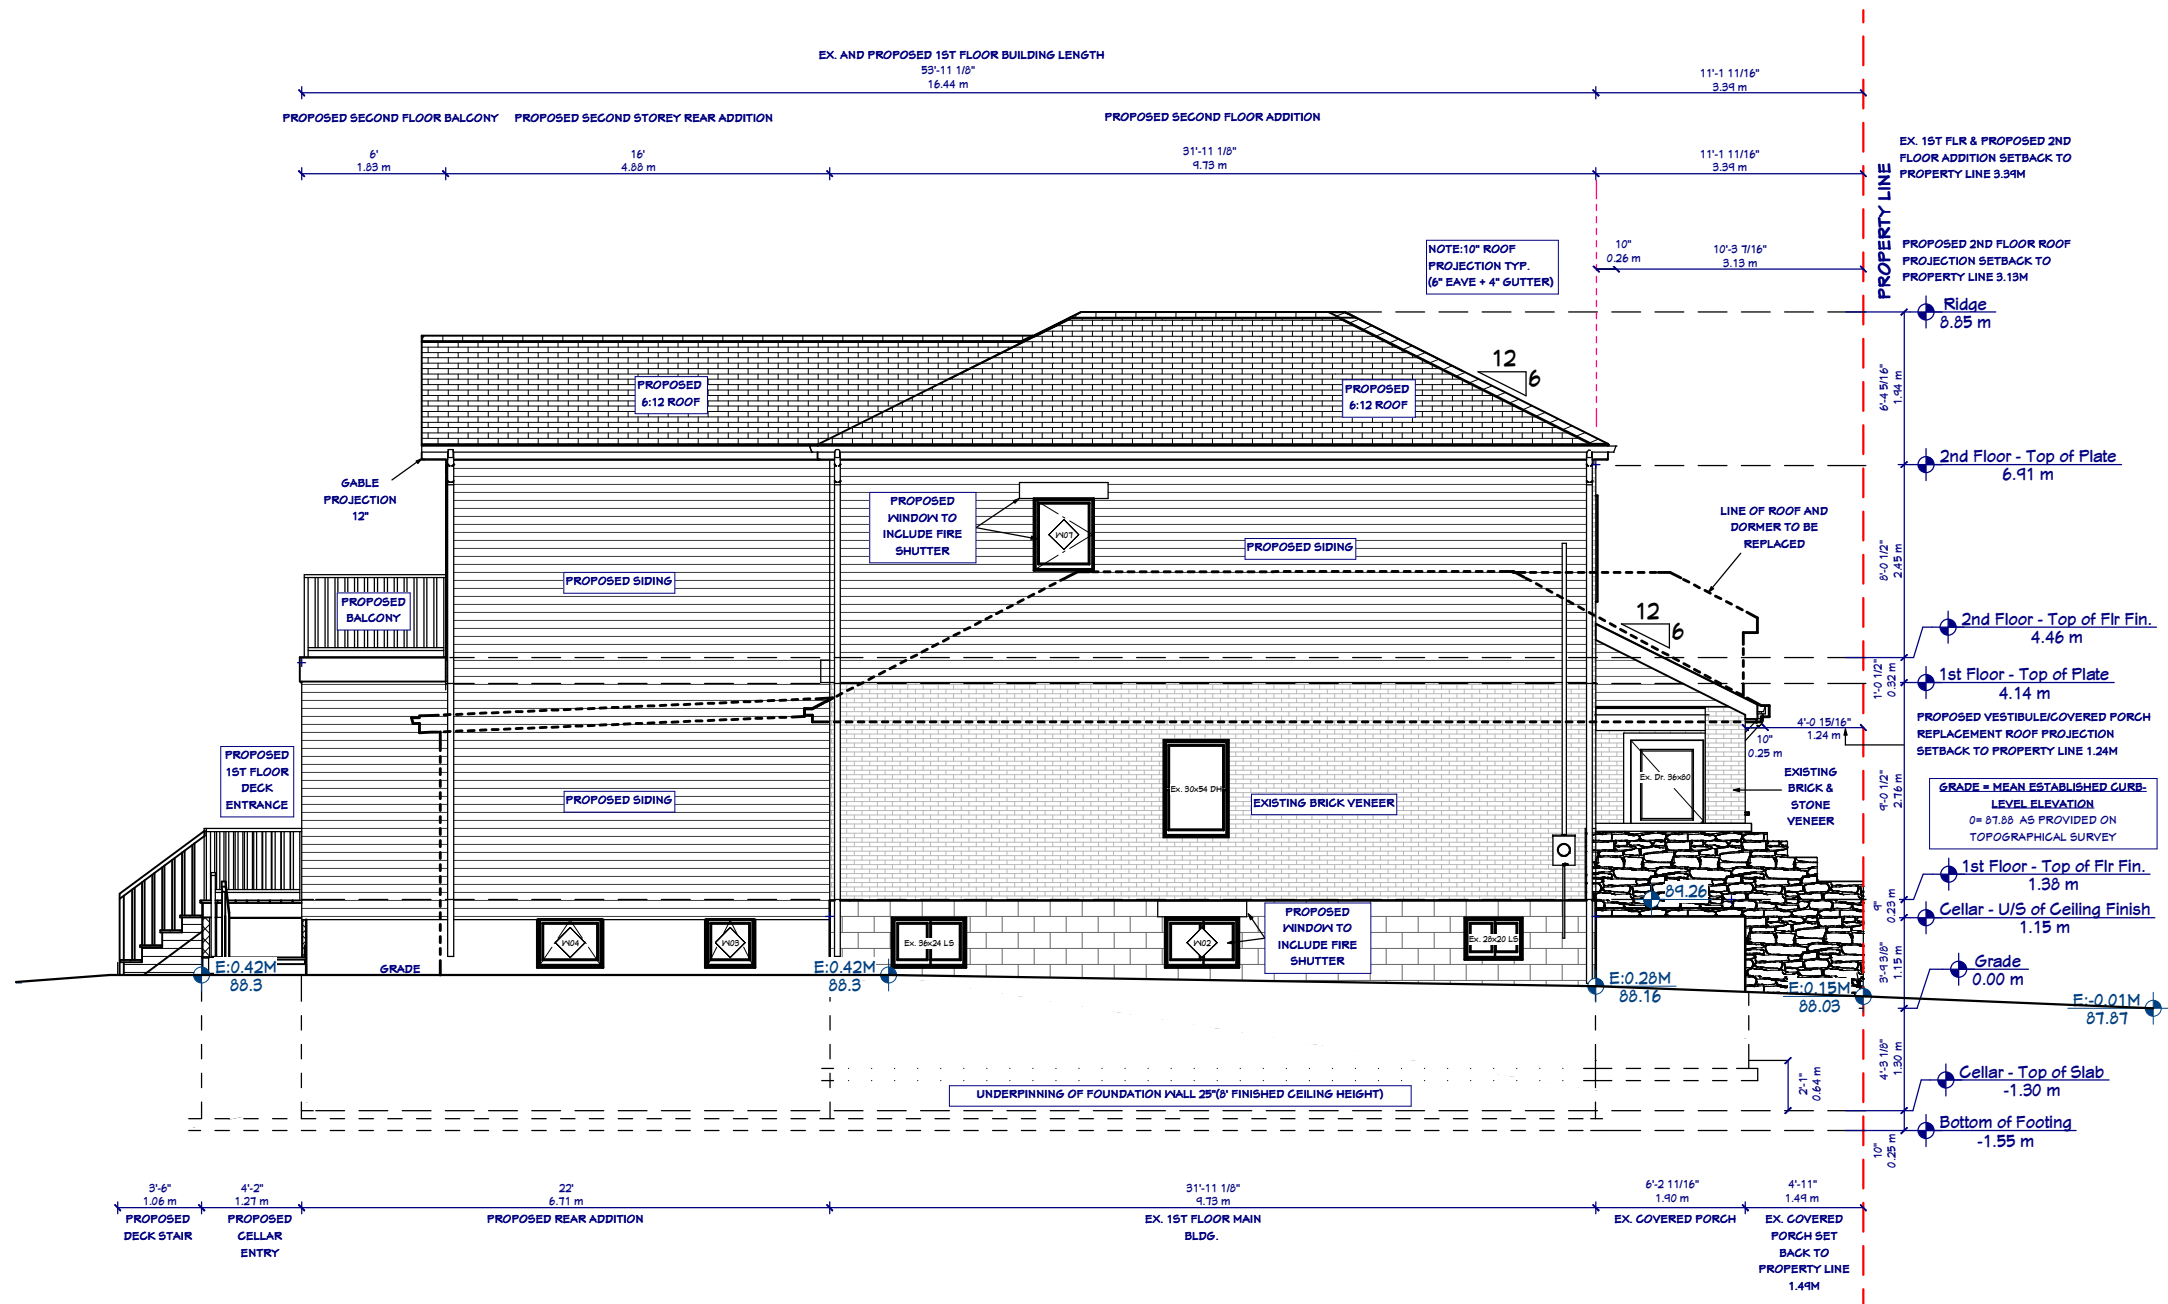 EX. AND PROPOSED 1ST FLOOR BUILDING LENGTH
53'-11 1/8"
16.44 m
11'-1 11/16"
3.39 m
PROPOSED SECOND FLOOR BALCONY
PROPOSED SECOND STOREY REAR ADDITION
PROPOSED SECOND FLOOR ADDITION
6'
1.83 m
16'
4.88 m
31'-11 1/8"
9.73 m
11'-1 11/16"
3.39 m
EX. 1ST FLR & PROPOSED 2ND
FLOOR ADDITION SETBACK TO
PROPERTY LINE 3.39M
PROPERTY LINE
NOTE:10" ROOF
PROJECTION TYP.
(6" EAVE + 4" GUTTER)
10"
0.26 m
10'-3 7/16"
3.13 m
PROPOSED 2ND FLOOR ROOF
PROJECTION SETBACK TO
PROPERTY LINE 3.13M
Ridge
8.85 m
12
6
PROPOSED
6:12 ROOF
PROPOSED
6:12 ROOF
6'-4 5/16"
1.94 m
2nd Floor - Top of Plate
6.91 m
GABLE
PROJECTION
12"
PROPOSED
WINDOW TO
INCLUDE FIRE
SHUTTER
W01
PROPOSED SIDING
LINE OF ROOF AND
DORMER TO BE
REPLACED
8'-0 1/2"
2.45 m
PROPOSED SIDING
PROPOSED
BALCONY
12
6
2nd Floor - Top of Flr Fin.
4.46 m
1'-0 1/2"
0.32 m
1st Floor - Top of Plate
4.14 m
4'-0 15/16"
1.24 m
10"
0.25 m
PROPOSED VESTIBULE/COVERED PORCH
REPLACEMENT ROOF PROJECTION
SETBACK TO PROPERTY LINE 1.24M
PROPOSED
1ST FLOOR
DECK
ENTRANCE
PROPOSED SIDING
Ex. 30x54 DH
EXISTING BRICK VENEER
Ex. Dr. 36x80
EXISTING
BRICK &
STONE
VENEER
9'-0 1/2"
2.76 m
GRADE = MEAN ESTABLISHED CURB-
LEVEL ELEVATION
0= 87.88 AS PROVIDED ON
TOPOGRAPHICAL SURVEY
1st Floor - Top of Flr Fin.
1.38 m
89.26
9"
0.23 m
Cellar - U/S of Ceiling Finish
1.15 m
W04
W03
Ex. 36x24 LS
W02
PROPOSED
WINDOW TO
INCLUDE FIRE
SHUTTER
Ex. 28x20 LS
3'-9 3/8"
1.15 m
Grade
0.00 m
GRADE
E:0.42M
88.3
E:0.42M
88.3
E:0.28M
88.16
E:0.15M
88.03
E:-0.01M
87.87
4'-3 1/8"
1.30 m
2'-1"
0.64 m
Cellar - Top of Slab
-1.30 m
UNDERPINNING OF FOUNDATION WALL 25"(8' FINISHED CEILING HEIGHT)
Bottom of Footing
-1.55 m
10"
0.25 m
3'-6"
1.06 m
PROPOSED
DECK STAIR
4'-2"
1.27 m
PROPOSED
CELLAR
ENTRY
22'
6.71 m
PROPOSED REAR ADDITION
31'-11 1/8"
9.73 m
EX. 1ST FLOOR MAIN
BLDG.
6'-2 11/16"
1.90 m
EX. COVERED PORCH
4'-11"
1.49 m
EX. COVERED
PORCH SET
BACK TO
PROPERTY LINE
1.49M